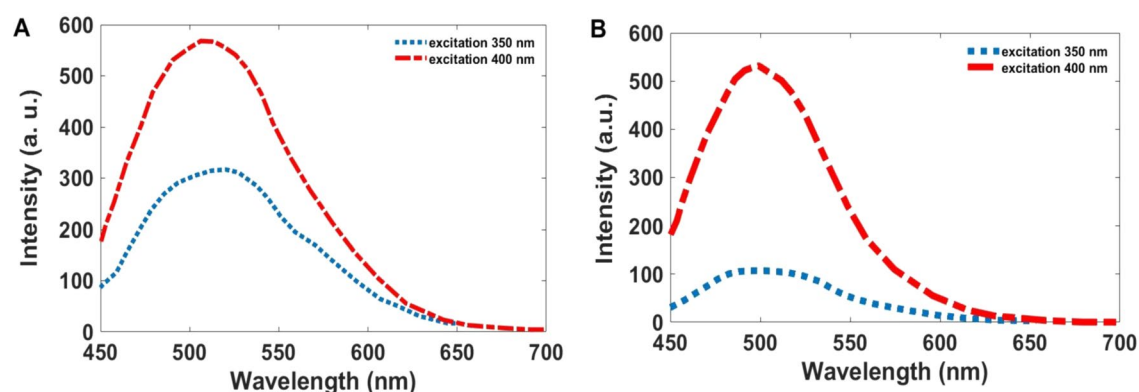 A
600
500
400
300
200
100
0
Intensity (a. u.)
excitation 350 nm
excitation 400 nm
450 500 550 600 650 700
Wavelength (nm)
B
600
500
400
300
200
100
0
Intensity (a.u.)
excitation 350 nm
excitation 400 nm
450 500 550 600 650 700
Wavelength (nm)